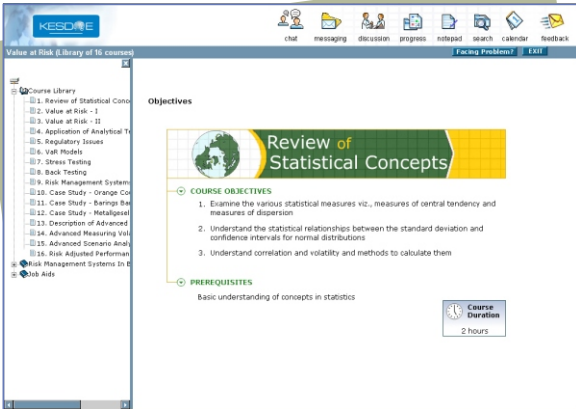 KESDEE
chat messaging discussion progress notepad search calendar feedback
Value at Risk (Library of 16 courses)
Facing Problem? EXIT
Course Library
1. Review of Statistical Conc
2. Value at Risk - I
3. Value at Risk - II
4. Application of Analytical T
5. Regulatory Issues
6. VaR Models
7. Stress Testing
8. Back Testing
9. Risk Management System
10. Case Study - Orange Co
11. Case Study - Barings Ba
12. Case Study - Metallgesel
13. Description of Advanced
14. Advanced Measuring Vol
15. Advanced Scenario Analy
16. Risk Adjusted Performan
Risk Management Systems In B
Job Aids
Objectives
Review of
Statistical Concepts
COURSE OBJECTIVES
1. Examine the various statistical measures viz., measures of central tendency and
measures of dispersion
2. Understand the statistical relationships between the standard deviation and
confidence intervals for normal distributions
3. Understand correlation and volatility and methods to calculate them
PREREQUISITES
Basic understanding of concepts in statistics
Course
Duration
2 hours